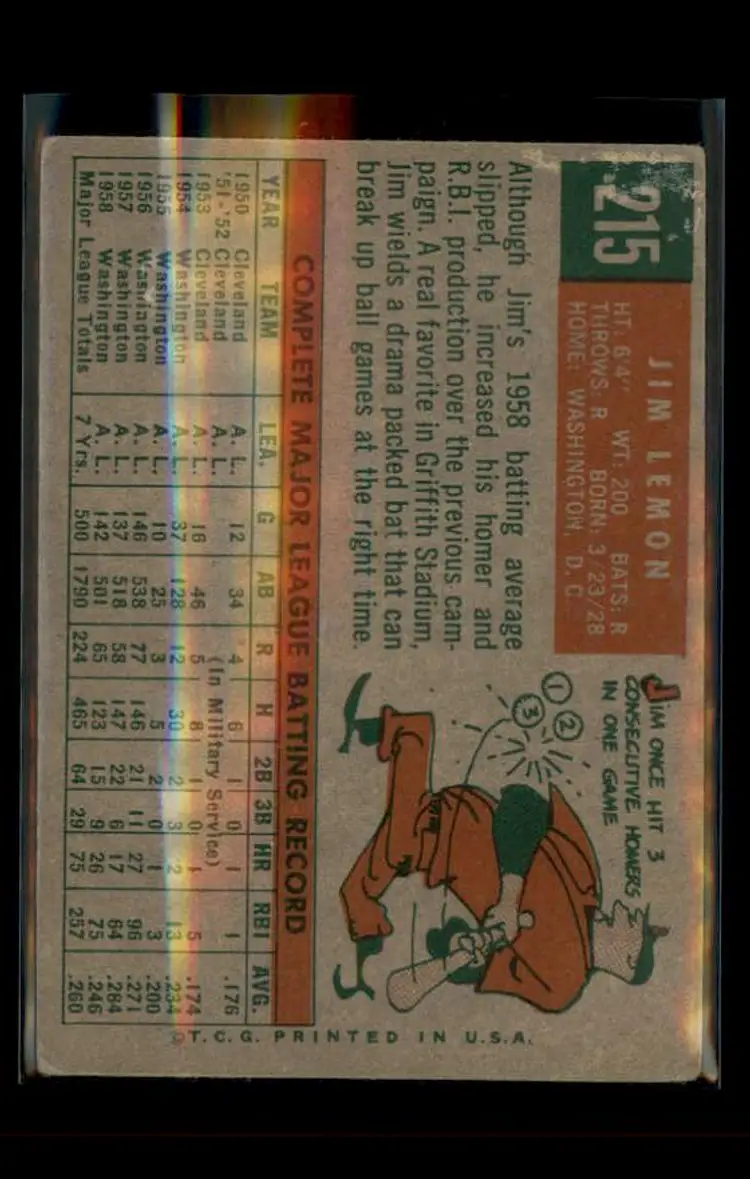 215
JIM LEMON
HT: 6'4" WT: 200 BATS: R
THROWS: R BORN: 3/23/28
HOME: WASHINGTON, D. C.
Although Jim's 1958 batting average
slipped, he increased his homer and
R.B.I. production over the previous cam-
paign. A real favorite in Griffith Stadium,
Jim wields a drama packed bat that can
break up ball games at the right time.
JIM ONCE HIT 3
CONSECUTIVE HOMERS
IN ONE GAME
1 2
3
COMPLETE MAJOR LEAGUE BATTING RECORD
YEAR TEAM LEA. G AB R H 2B 3B HR RBI AVG.
1950 Cleveland A. L. 12 34 4 6 1 0 1 1 .176
'51-'52 Cleveland A. L. (In Military Service)
1953 Cleveland A. L. 16 46 5 8 1 0 1 5 .174
1954 Washington A. L. 37 128 12 30 2 3 2 13 .234
1955 Washington A. L. 10 25 3 5 2 0 1 3 .200
1956 Washington A. L. 146 538 77 146 21 11 27 96 .271
1957 Washington A. L. 137 518 58 147 22 6 17 64 .284
1958 Washington A. L. 142 501 65 123 15 9 26 75 .246
Major League Totals 7 Yrs. 500 1790 224 465 64 29 75 257 .260
©T.C.G. PRINTED IN U.S.A.